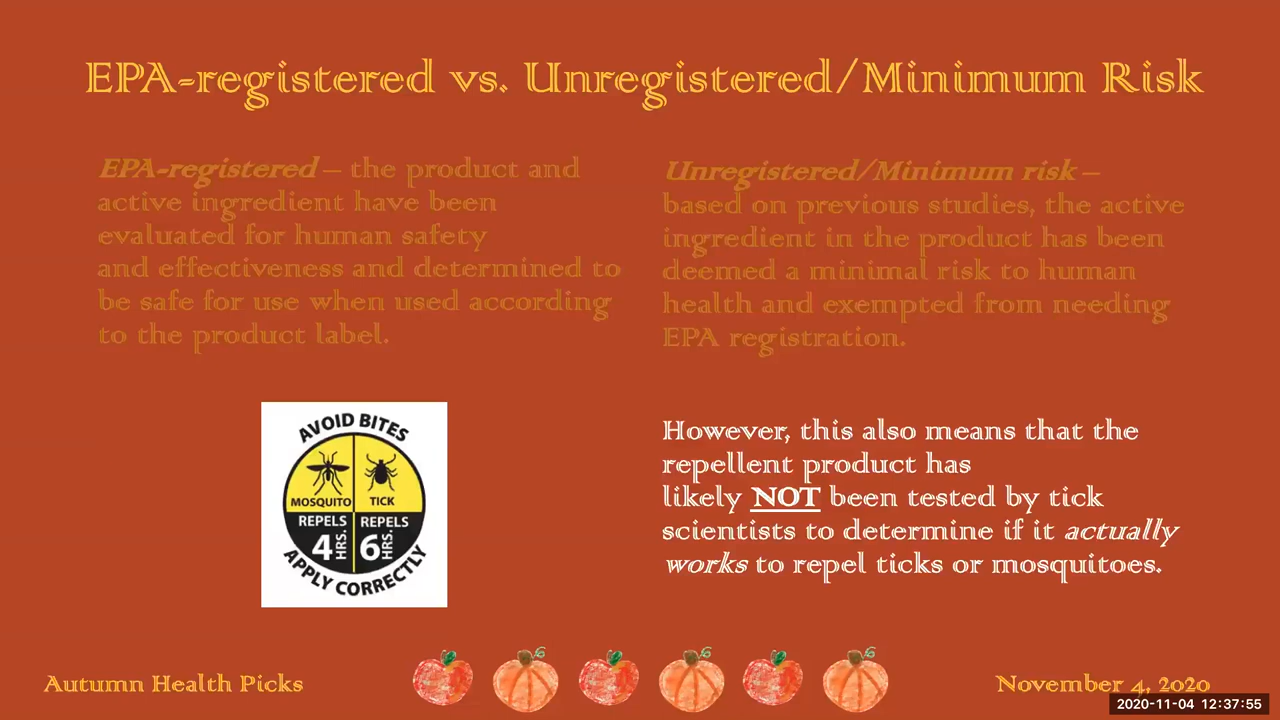 EPA-registered vs. Unregistered/Minimum Risk
EPA-registered – the product and
active ingredient have been
evaluated for human safety
and effectiveness and determined to
be safe for use when used according
to the product label.
Unregistered/Minimum risk –
based on previous studies, the active
ingredient in the product has been
deemed a minimal risk to human
health and exempted from needing
EPA registration.
AVOID BITES
MOSQUITO TICK
REPELS REPELS
4 HRS. 6 HRS.
APPLY CORRECTLY
However, this also means that the
repellent product has
likely NOT been tested by tick
scientists to determine if it actually
works to repel ticks or mosquitoes.
Autumn Health Picks
November 4, 2020
2020-11-04 12:37:55